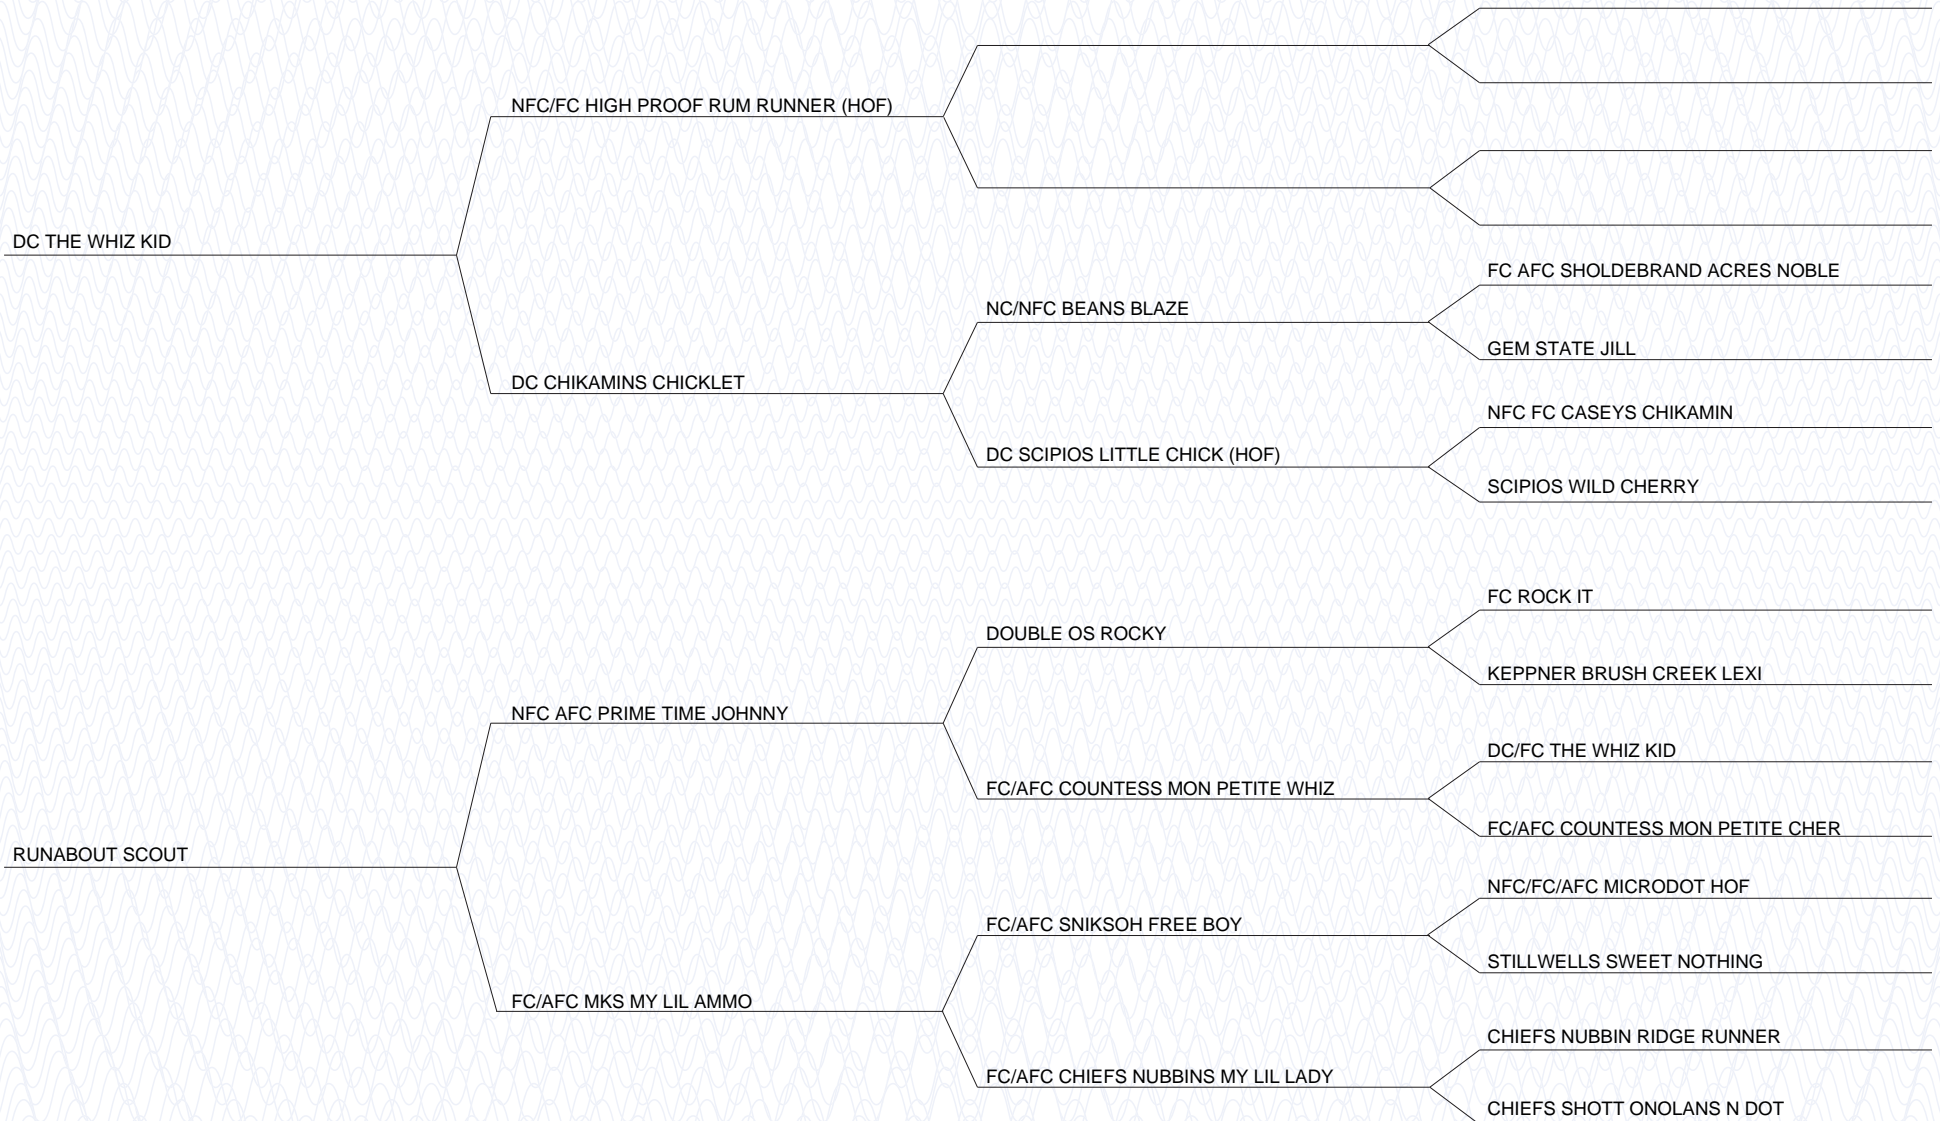 NFC/FC HIGH PROOF RUM RUNNER (HOF)
DC THE WHIZ KID
FC AFC SHOLDEBRAND ACRES NOBLE
NC/NFC BEANS BLAZE
GEM STATE JILL
DC CHIKAMINS CHICKLET
NFC FC CASEYS CHIKAMIN
DC SCIPIOS LITTLE CHICK (HOF)
SCIPIOS WILD CHERRY
FC ROCK IT
DOUBLE OS ROCKY
KEPPNER BRUSH CREEK LEXI
NFC AFC PRIME TIME JOHNNY
DC/FC THE WHIZ KID
FC/AFC COUNTESS MON PETITE WHIZ
FC/AFC COUNTESS MON PETITE CHER
RUNABOUT SCOUT
NFC/FC/AFC MICRODOT HOF
FC/AFC SNIKSOH FREE BOY
STILLWELLS SWEET NOTHING
FC/AFC MKS MY LIL AMMO
CHIEFS NUBBIN RIDGE RUNNER
FC/AFC CHIEFS NUBBINS MY LIL LADY
CHIEFS SHOTT ONOLANS N DOT